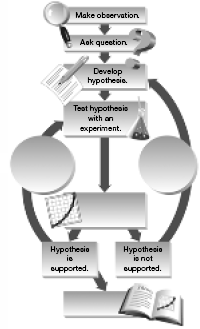 Make observation.
Ask question.
Develop
hypothesis.
Test hypothesis
with an
experiment.
Hypothesis
is
supported.
Hypothesis
is not
supported.